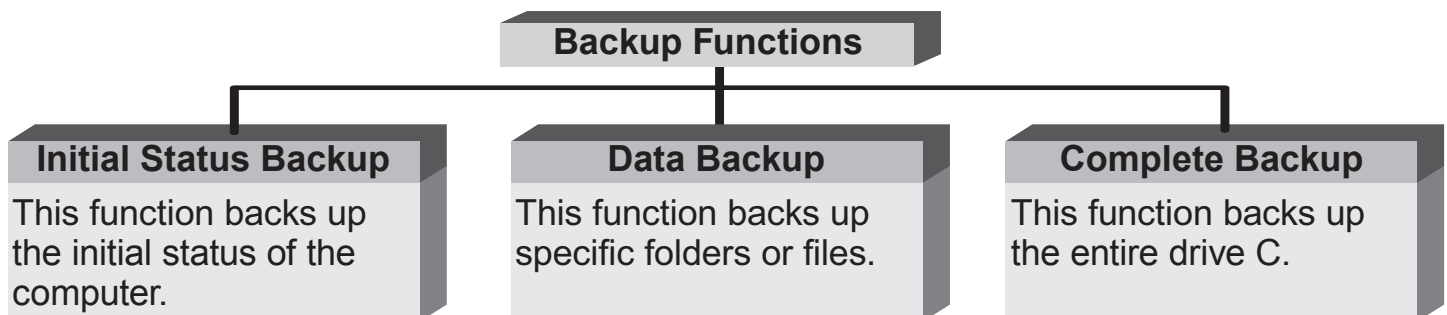 Backup Functions
Initial Status Backup
This function backs up
the initial status of the
computer.
Data Backup
This function backs up
specific folders or files.
Complete Backup
This function backs up
the entire drive C.